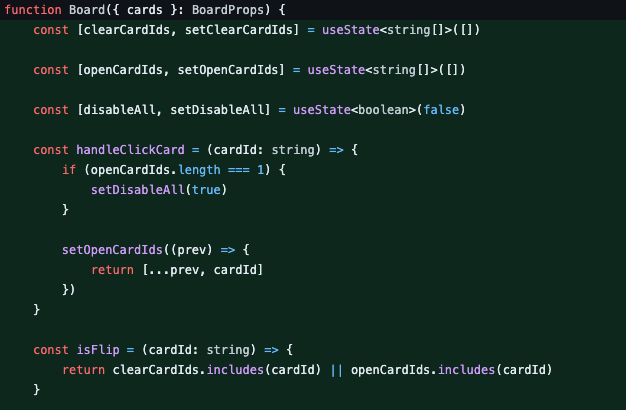 function Board({ cards }: BoardProps) {
    const [clearCardIds, setClearCardIds] = useState<string[]>([])

    const [openCardIds, setOpenCardIds] = useState<string[]>([])

    const [disableAll, setDisableAll] = useState<boolean>(false)

    const handleClickCard = (cardId: string) => {
        if (openCardIds.length === 1) {
            setDisableAll(true)
        }

        setOpenCardIds((prev) => {
            return [...prev, cardId]
        })
    }

    const isFlip = (cardId: string) => {
        return clearCardIds.includes(cardId) || openCardIds.includes(cardId)
    }